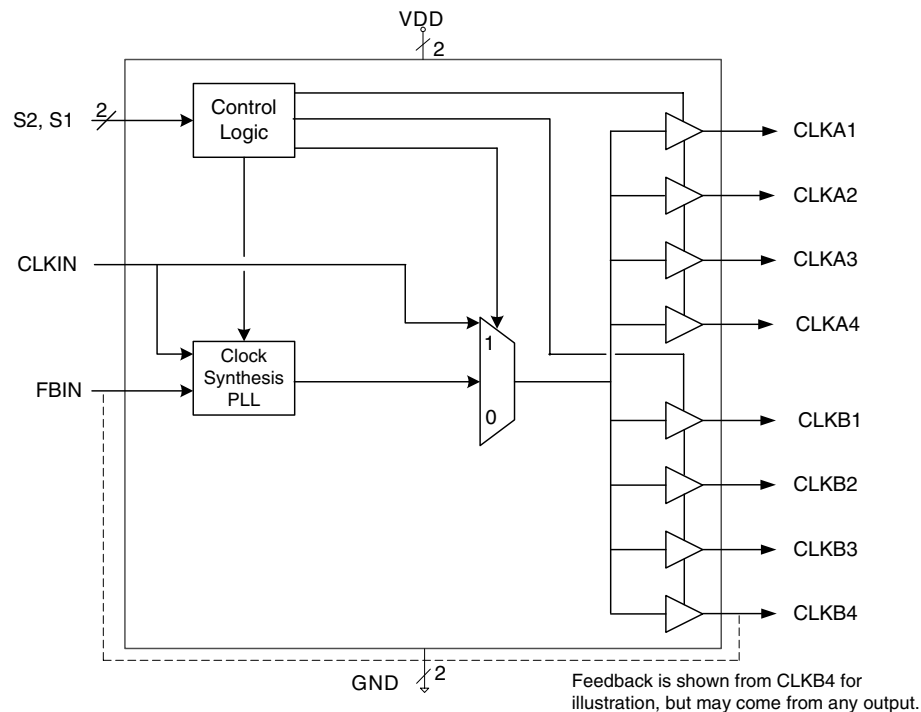 VDD
2
S2, S1
2
Control
Logic
CLKA1
CLKA2
CLKIN
CLKA3
CLKA4
1
Clock
Synthesis
PLL
FBIN
0
CLKB1
CLKB2
CLKB3
CLKB4
GND
2
Feedback is shown from CLKB4 for
illustration, but may come from any output.